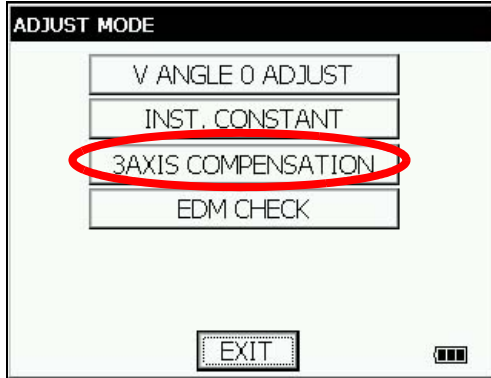 ADJUST MODE
V ANGLE 0 ADJUST
INST. CONSTANT
3AXIS COMPENSATION
EDM CHECK
EXIT